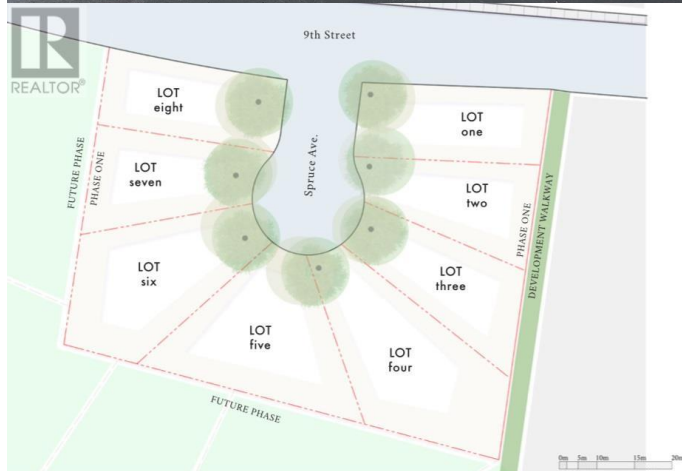 REALTOR®
9th Street
Spruce Ave.
LOT
eight
LOT
one
LOT
seven
LOT
two
LOT
six
LOT
three
LOT
five
LOT
four
FUTURE PHASE
PHASE ONE
PHASE ONE
DEVELOPMENT WALKWAY
FUTURE PHASE
0m 5m 10m 15m 20m